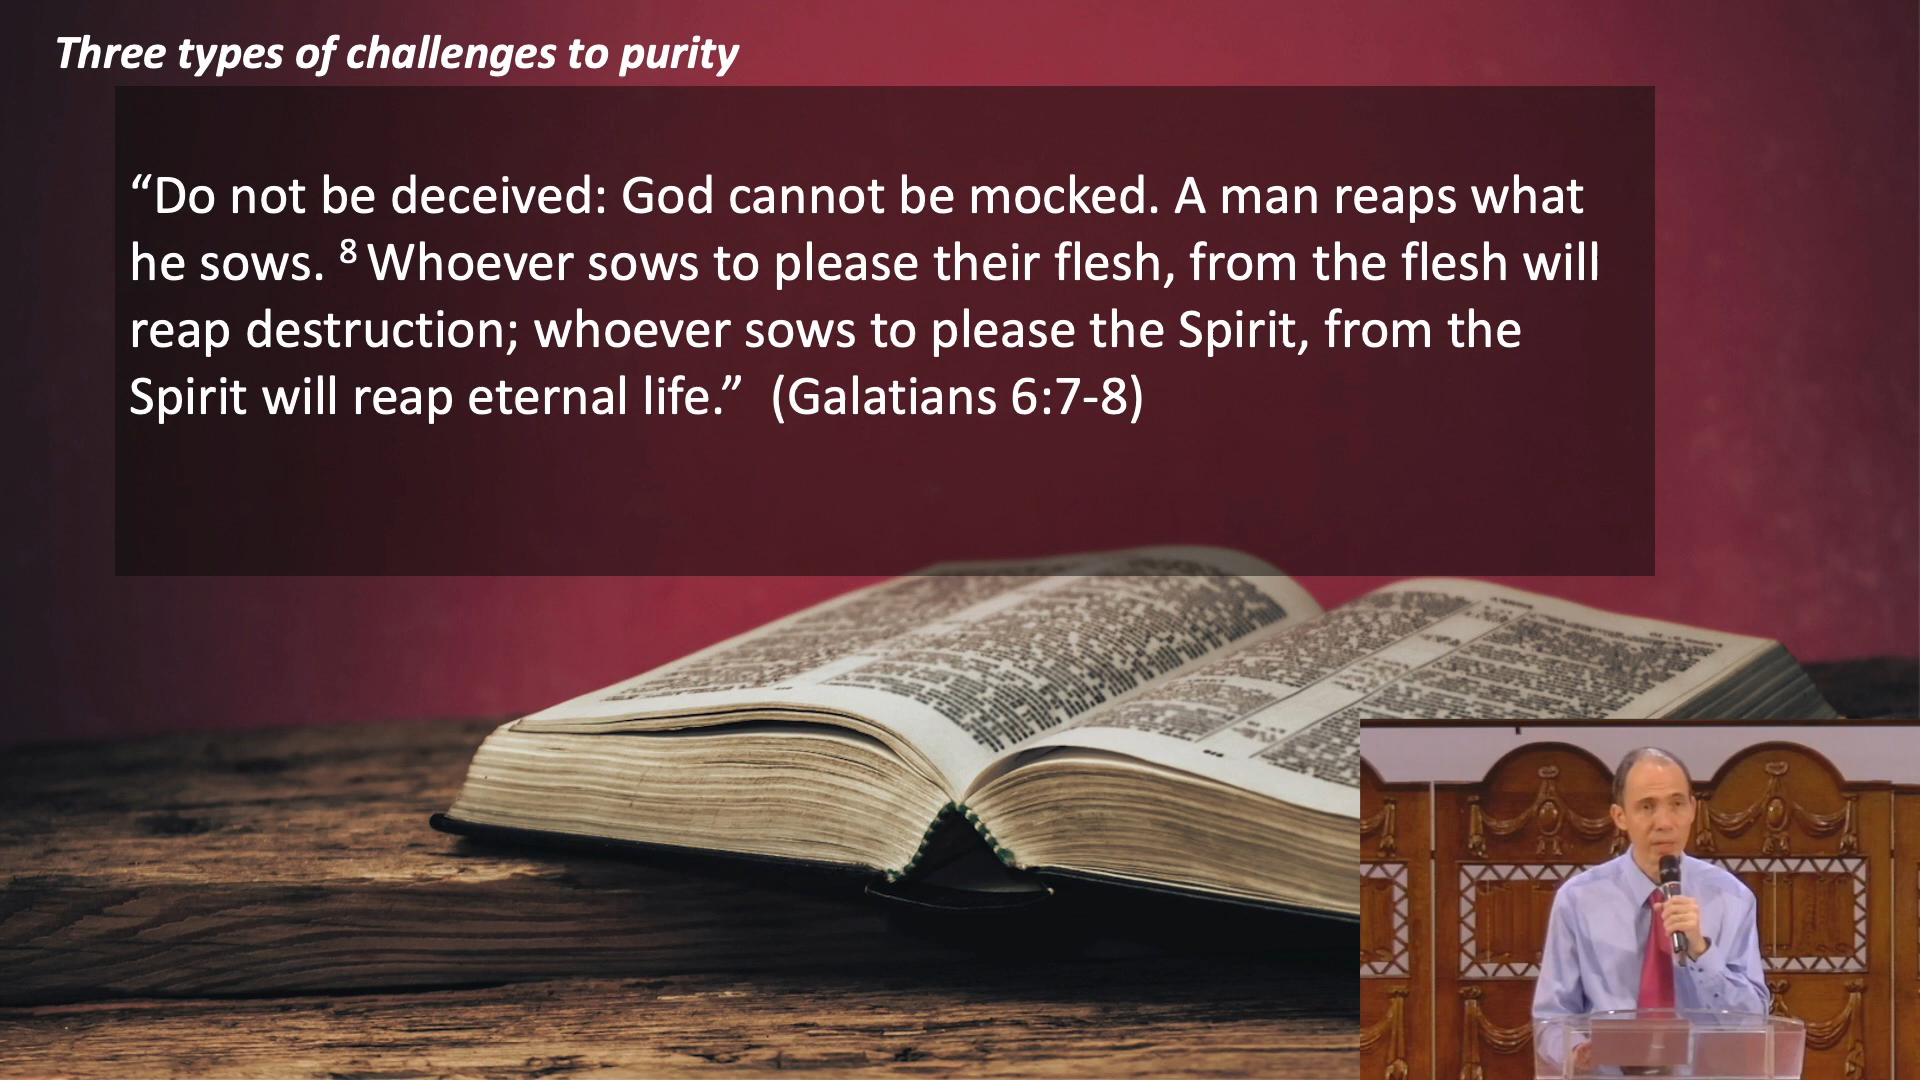 Three types of challenges to purity
“Do not be deceived: God cannot be mocked. A man reaps what
he sows. 8 Whoever sows to please their flesh, from the flesh will
reap destruction; whoever sows to please the Spirit, from the
Spirit will reap eternal life.”  (Galatians 6:7-8)